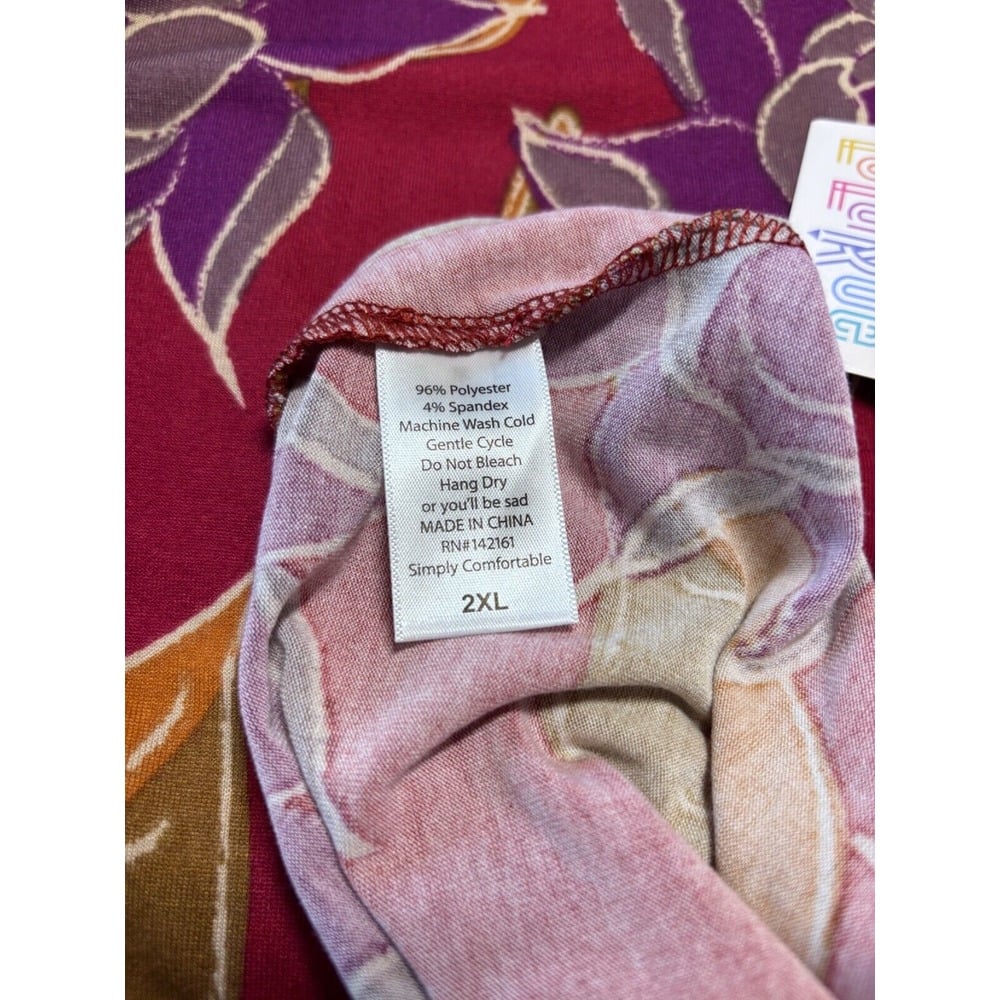 96% Polyester
4% Spandex
Machine Wash Cold
Gentle Cycle
Do Not Bleach
Hang Dry
or you'll be sad
MADE IN CHINA
RN#142161
Simply Comfortable
2XL
LuLaRoe